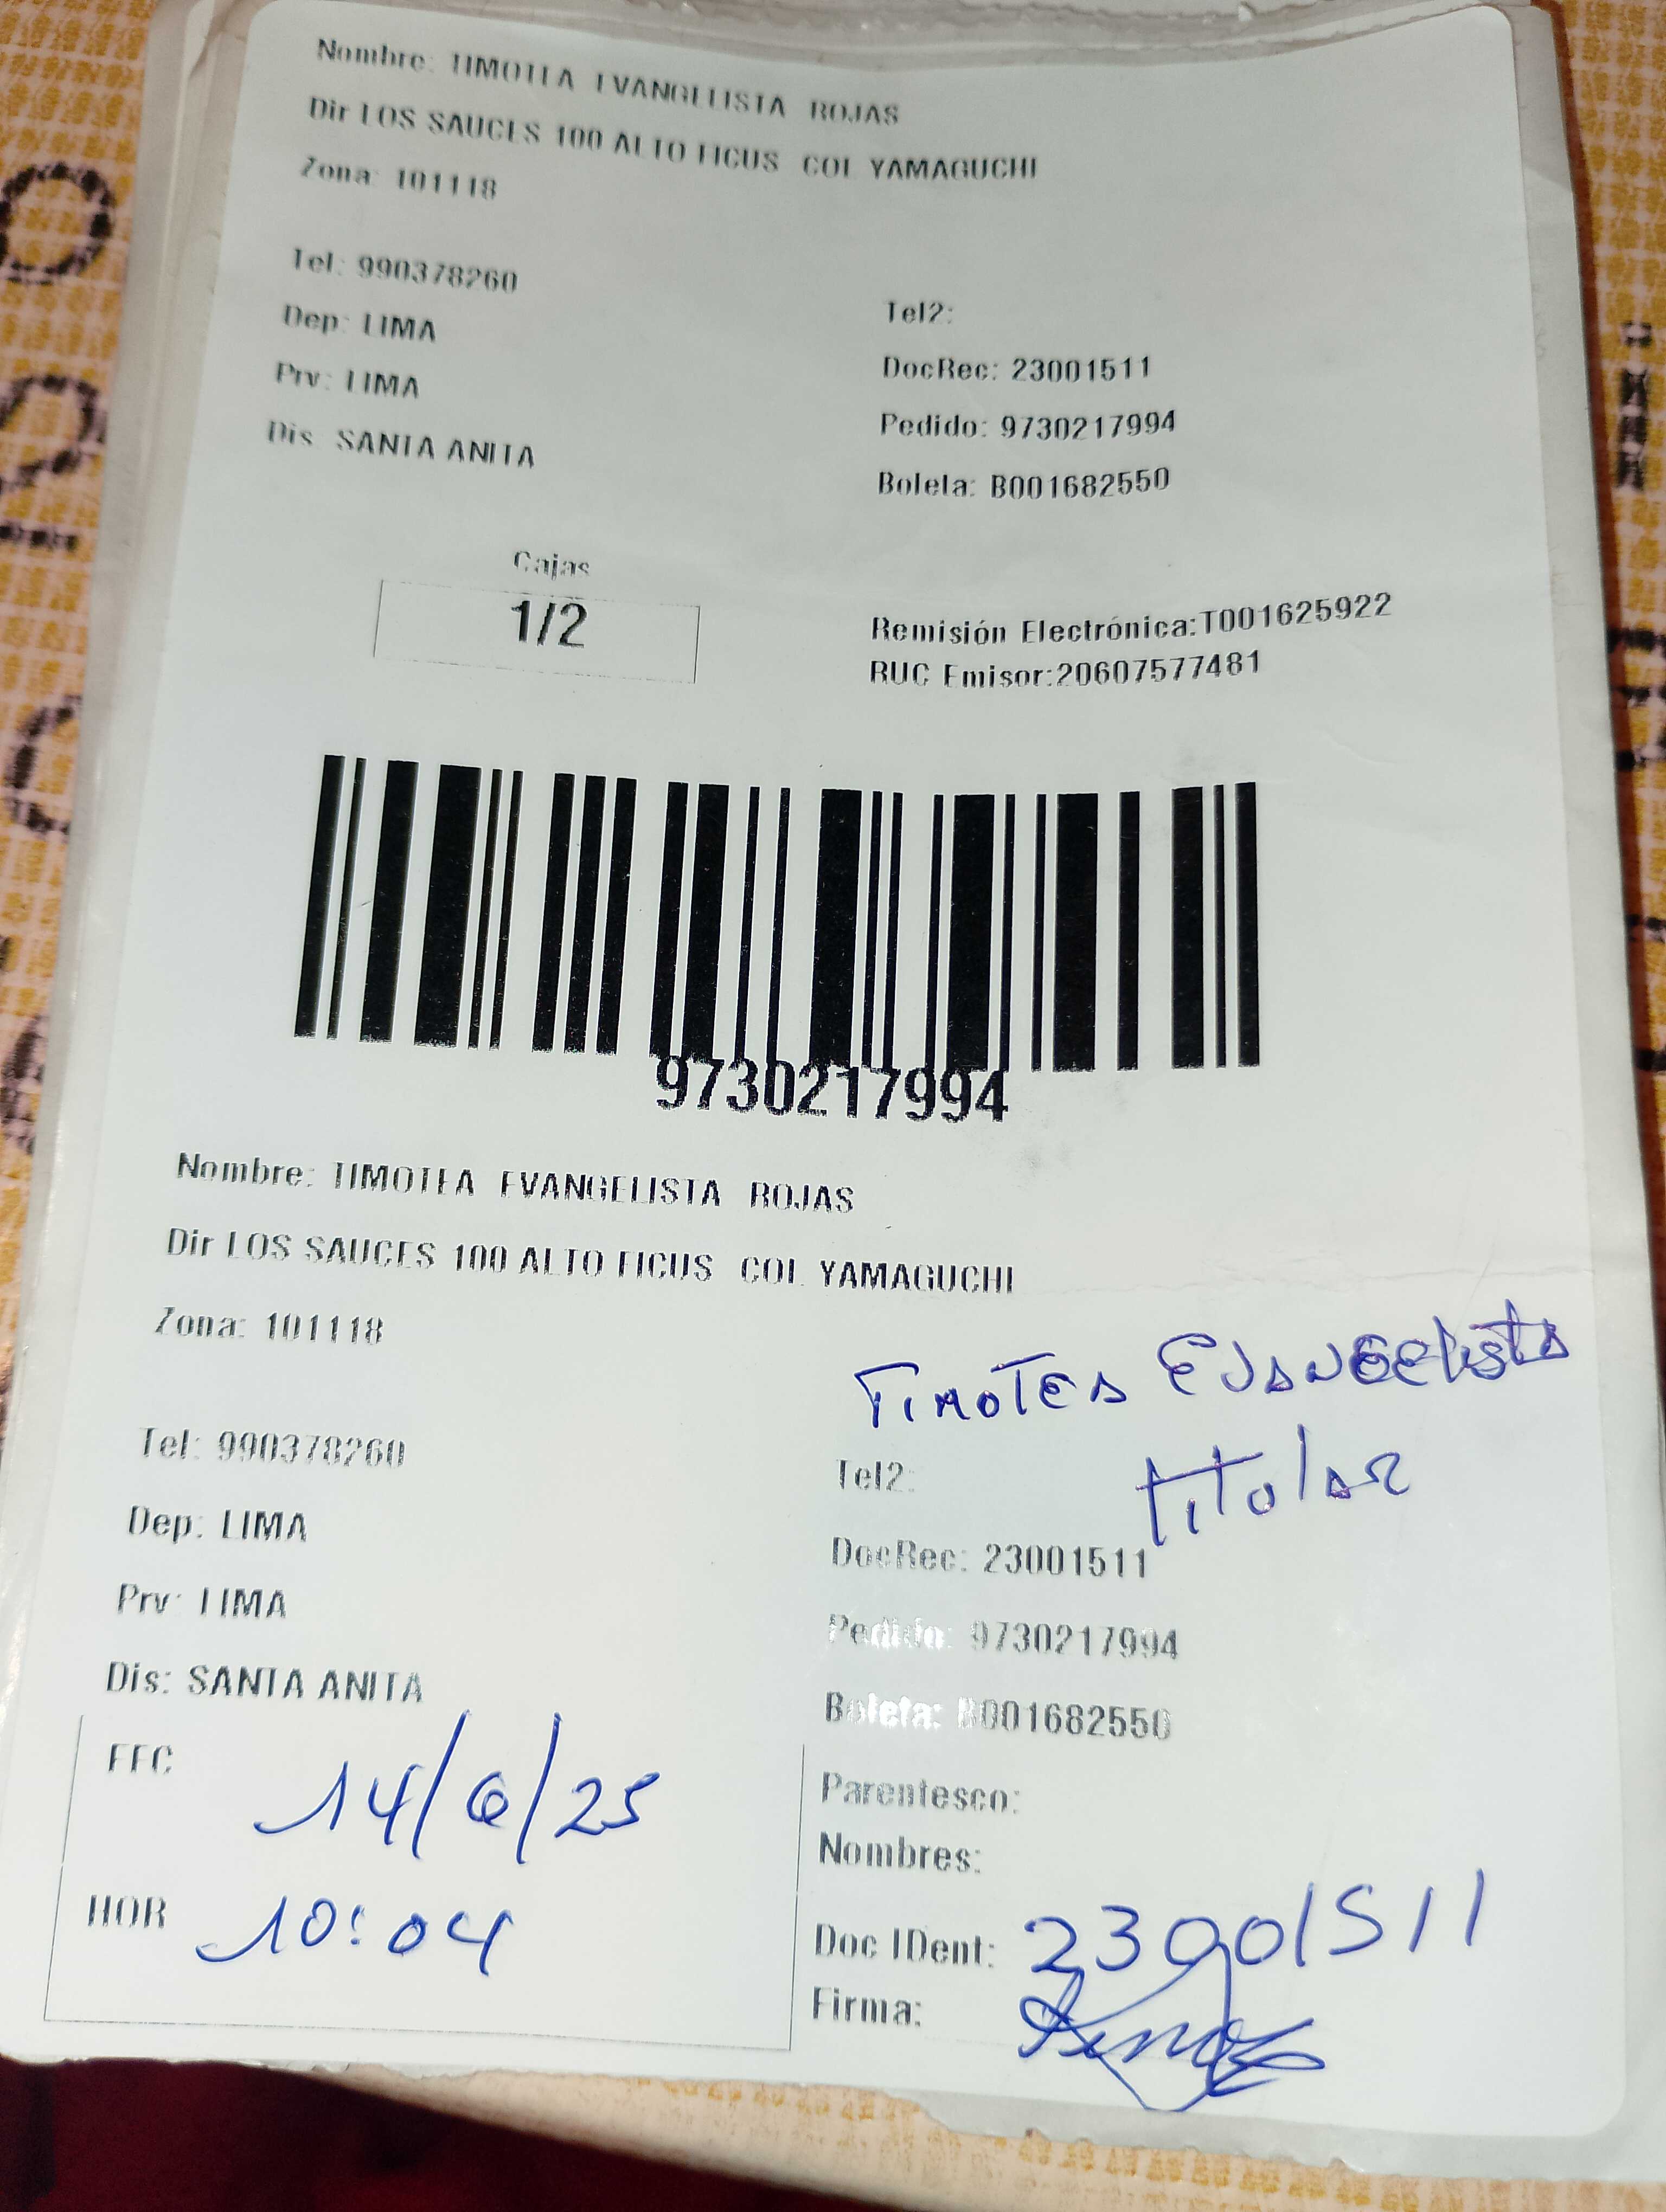 Nombre: TIMOTEA EVANGELISTA ROJAS
Dir LOS SAUCES 100 ALTO FICUS COL YAMAGUCHI
Zona: 101118
Tel: 990378260
Tel2:
Dep: LIMA
DocRec: 23001511
Prv: LIMA
Pedido: 9730217994
Dis: SANTA ANITA
Boleta: B001682550
Cajas
1/2
Remisión Electrónica:T001625922
RUC Emisor:20607577481
9730217994
Nombre: TIMOTEA EVANGELISTA ROJAS
Dir LOS SAUCES 100 ALTO FICUS COL YAMAGUCHI
Zona: 101118
TIMOTEA EVANGELISTA
Tel: 990378260
Tel2:
titular
Dep: LIMA
DocRec: 23001511
Prv: LIMA
Pedido: 9730217994
Dis: SANTA ANITA
Boleta: B001682550
FEC 14/6/25
Parentesco:
Nombres:
HOR 10:04
Doc IDent: 23001511
Firma: